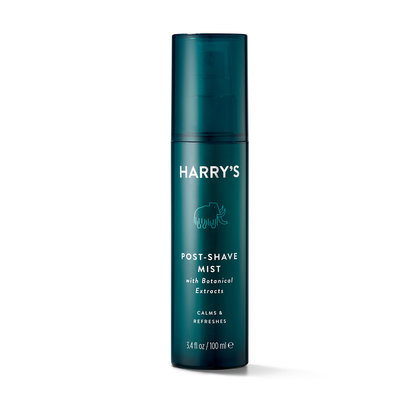 HARRY'S
POST-SHAVE
MIST
with Botanical
Extracts
CALMS &
REFRESHES
3.4 fl oz / 100 ml ℮